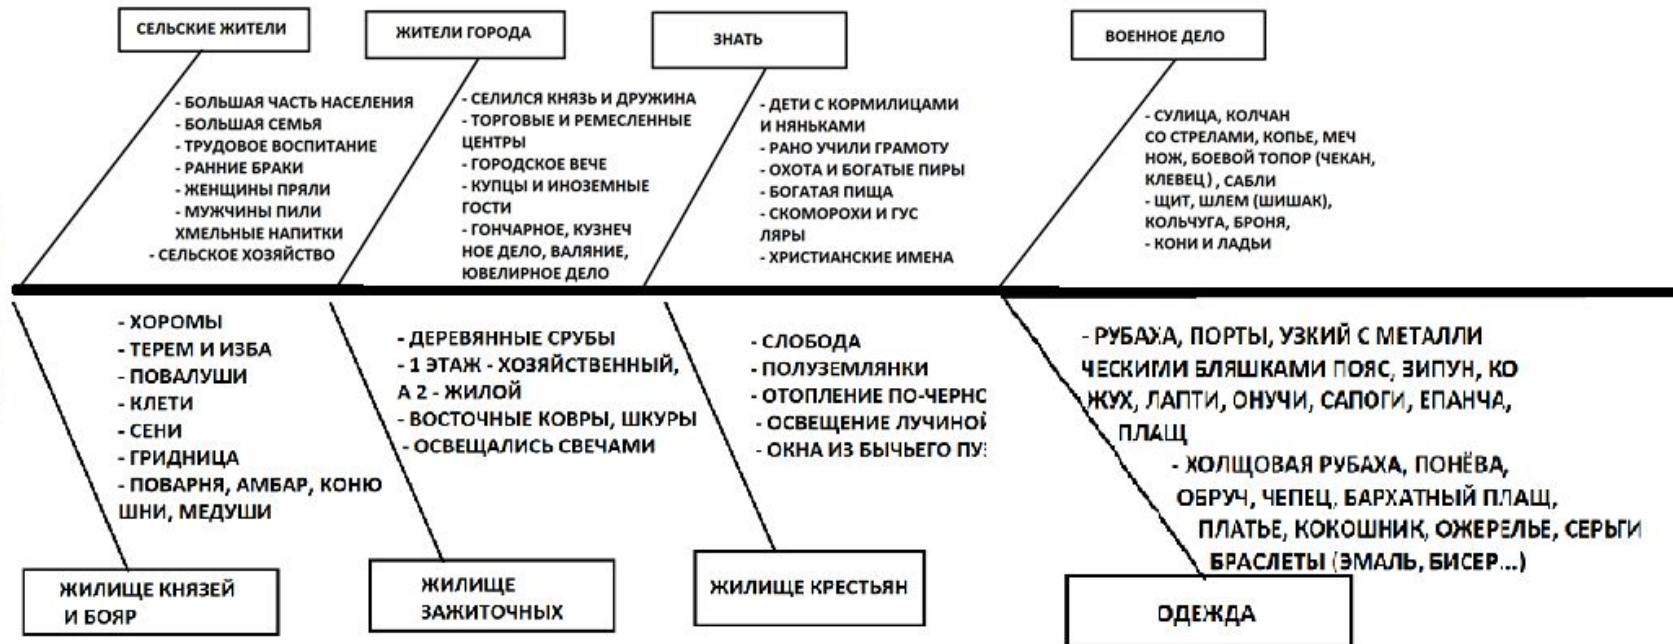 СЕЛЬСКИЕ ЖИТЕЛИ
- БОЛЬШАЯ ЧАСТЬ НАСЕЛЕНИЯ
- БОЛЬШАЯ СЕМЬЯ
- ТРУДОВОЕ ВОСПИТАНИЕ
- РАННИЕ БРАКИ
- ЖЕНЩИНЫ ПРЯЛИ
- МУЖЧИНЫ ПИЛИ
ХМЕЛЬНЫЕ НАПИТКИ
- СЕЛЬСКОЕ ХОЗЯЙСТВО
ЖИТЕЛИ ГОРОДА
- СЕЛИЛСЯ КНЯЗЬ И ДРУЖИНА
- ТОРГОВЫЕ И РЕМЕСЛЕННЫЕ
ЦЕНТРЫ
- ГОРОДСКОЕ ВЕЧЕ
- КУПЦЫ И ИНОЗЕМНЫЕ
ГОСТИ
- ГОНЧАРНОЕ, КУЗНЕЧ
НОЕ ДЕЛО, ВАЛЯНИЕ,
ЮВЕЛИРНОЕ ДЕЛО
ЗНАТЬ
- ДЕТИ С КОРМИЛИЦАМИ
И НЯНЬКАМИ
- РАНО УЧИЛИ ГРАМОТУ
- ОХОТА И БОГАТЫЕ ПИРЫ
- БОГАТАЯ ПИЩА
- СКОМОРОХИ И ГУС
ЛЯРЫ
- ХРИСТИАНСКИЕ ИМЕНА
ВОЕННОЕ ДЕЛО
- СУЛИЦА, КОЛЧАН
СО СТРЕЛАМИ, КОПЬЕ, МЕЧ
НОЖ, БОЕВОЙ ТОПОР (ЧЕКАН,
КЛЕВЕЦ), САБЛИ
- ЩИТ, ШЛЕМ (ШИШАК),
КОЛЬЧУГА, БРОНЯ,
- КОНИ И ЛАДЬИ
- ХОРОМЫ
- ТЕРЕМ И ИЗБА
- ПОВАЛУШИ
- КЛЕТИ
- СЕНИ
- ГРИДНИЦА
- ПОВАРНЯ, АМБАР, КОНЮ
ШНИ, МЕДУШИ
ЖИЛИЩЕ КНЯЗЕЙ
И БОЯР
- ДЕРЕВЯННЫЕ СРУБЫ
- 1 ЭТАЖ - ХОЗЯЙСТВЕННЫЙ,
А 2 - ЖИЛОЙ
- ВОСТОЧНЫЕ КОВРЫ, ШКУРЫ
- ОСВЕЩАЛИСЬ СВЕЧАМИ
ЖИЛИЩЕ
ЗАЖИТОЧНЫХ
- СЛОБОДА
- ПОЛУЗЕМЛЯНКИ
- ОТОПЛЕНИЕ ПО-ЧЕРНО
- ОСВЕЩЕНИЕ ЛУЧИНОЙ
- ОКНА ИЗ БЫЧЬЕГО
ЖИЛИЩЕ КРЕСТЬЯН
- РУБАХА, ПОРТЫ, УЗКИЙ С МЕТАЛЛИ
ЧЕСКИМИ БЛЯШКАМИ ПОЯС, ЗИПУН, КО
ЖУХ, ЛАПТИ, ОНУЧИ, САПОГИ, ЕПАНЧА,
ПЛАЩ
- ХОЛЩОВАЯ РУБАХА, ПОНЁВА,
ОБРУЧ, ЧЕПЕЦ, БАРХАТНЫЙ ПЛАЩ,
ПЛАТЬЕ, КОКОШНИК, ОЖЕРЕЛЬЕ, СЕРЬГИ
БРАСЛЕТЫ (ЭМАЛЬ, БИСЕР...)
ОДЕЖДА